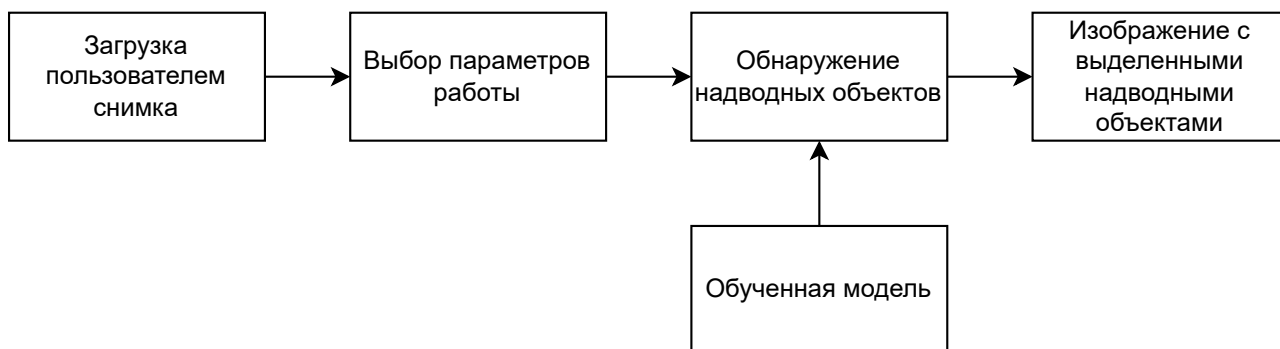 Загрузка
пользователем
снимка
Выбор параметров
работы
Обнаружение
надводных объектов
Изображение с
выделенными
надводными
объектами
Обученная модель